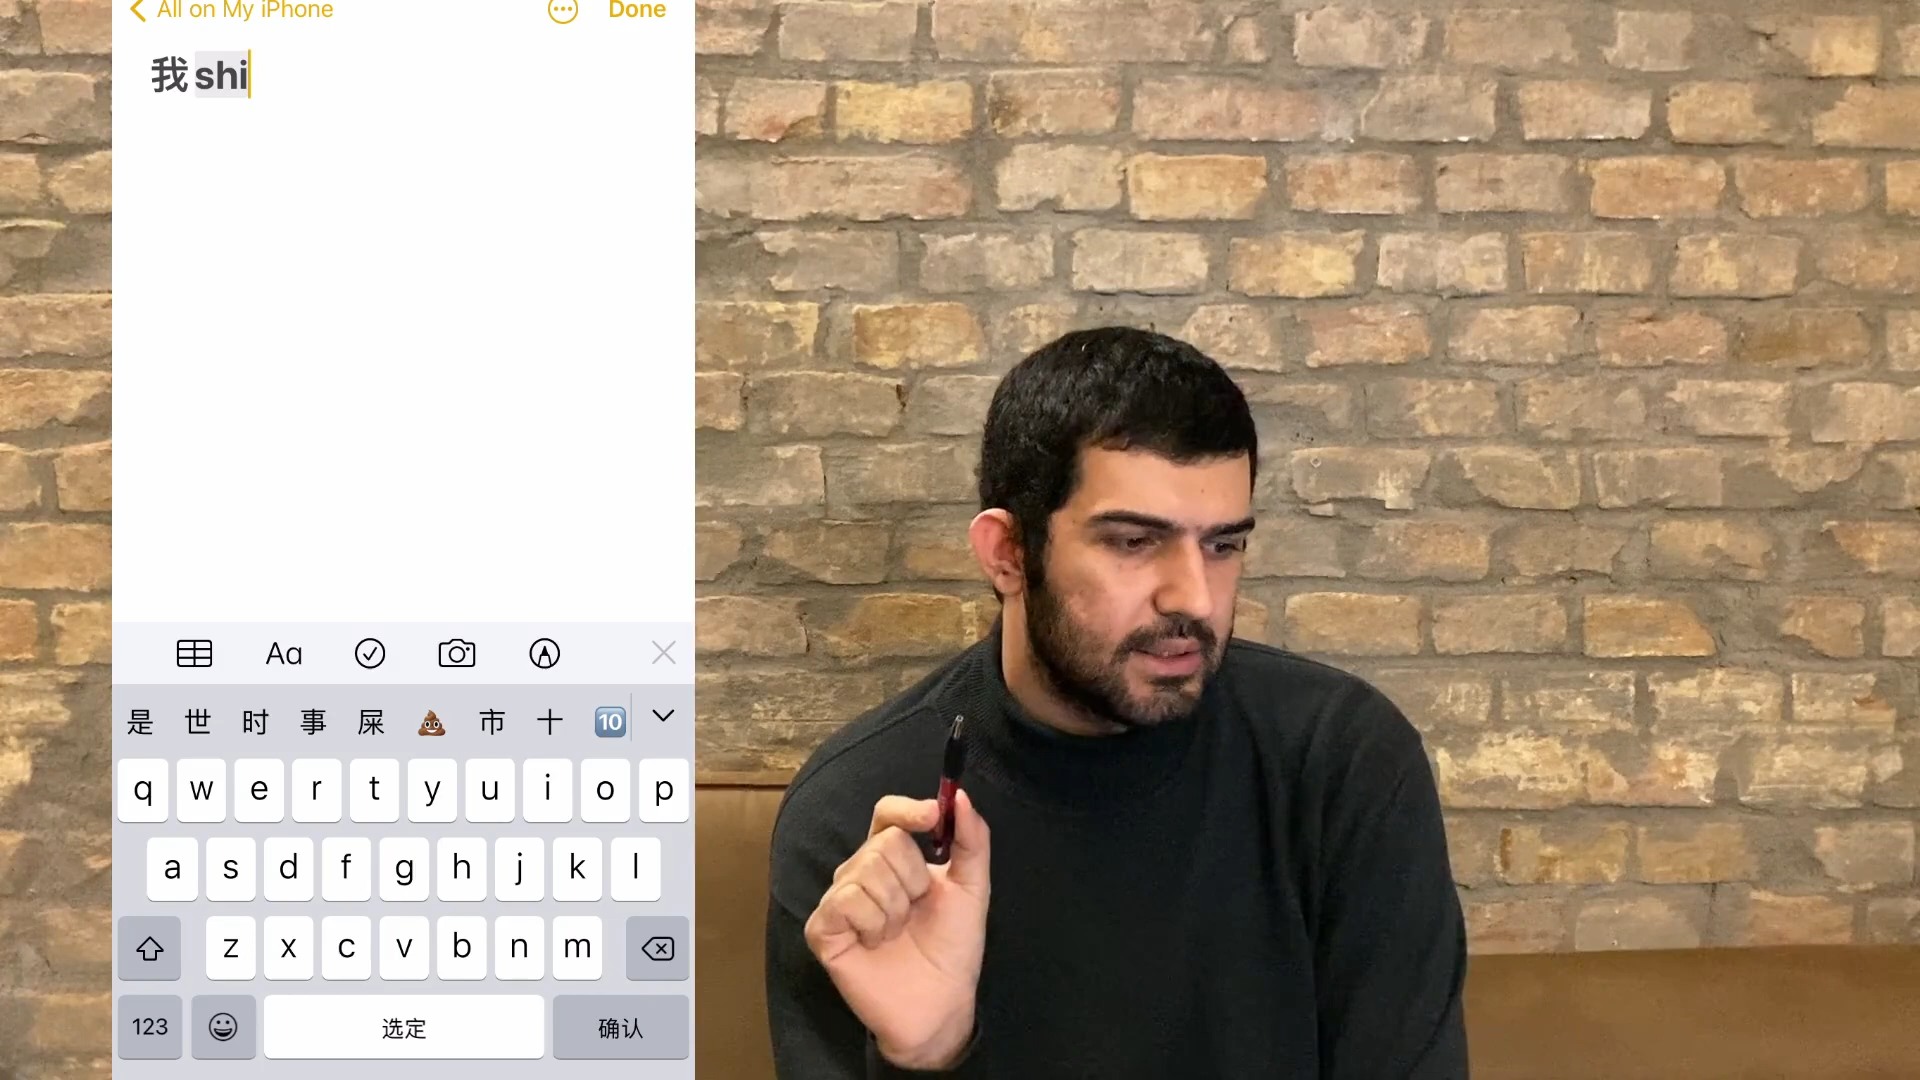 All on My iPhone Done
我 shi
Aa
是 世 时 事 屎 💩 市 十 🔟
q w e r t y u i o p
a s d f g h j k l
z x c v b n m
123 选定 确认